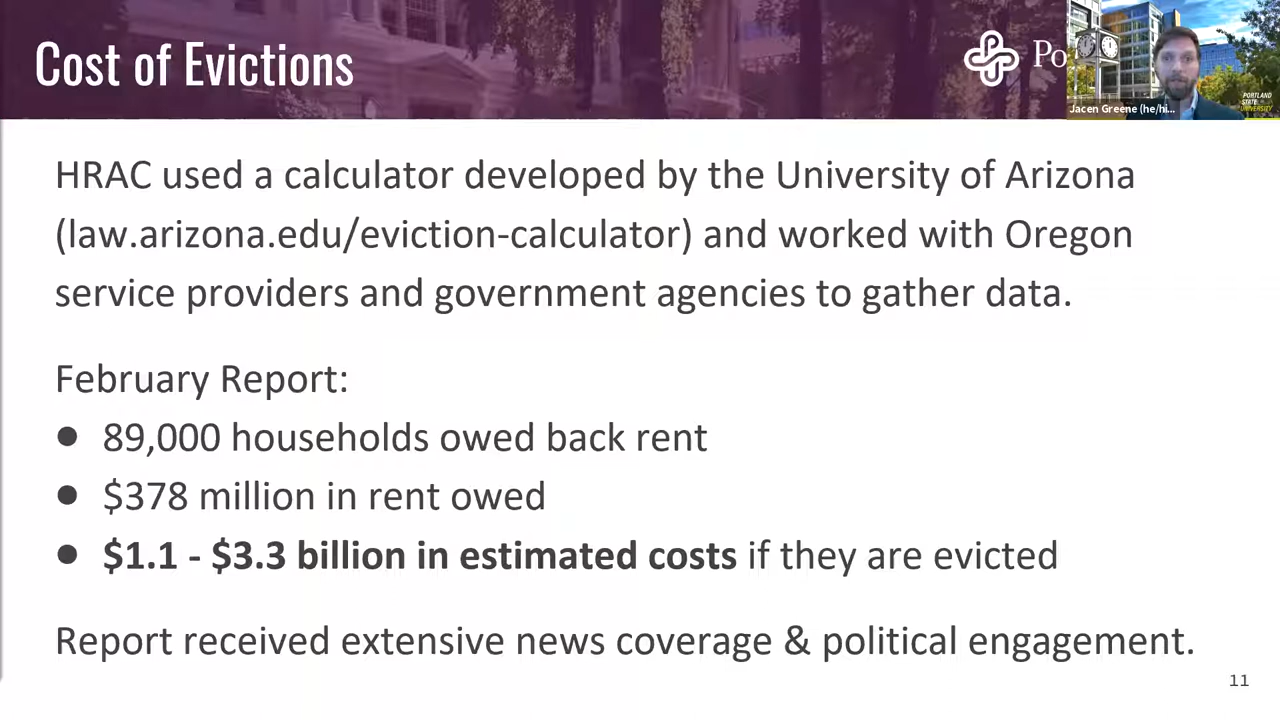 Cost of Evictions
Po
Jacen Greene (he/hi...
PORTLAND
STATE
UNIVERSITY
HRAC used a calculator developed by the University of Arizona
(law.arizona.edu/eviction-calculator) and worked with Oregon
service providers and government agencies to gather data.
February Report:
● 89,000 households owed back rent
● $378 million in rent owed
● $1.1 - $3.3 billion in estimated costs if they are evicted
Report received extensive news coverage & political engagement.
11